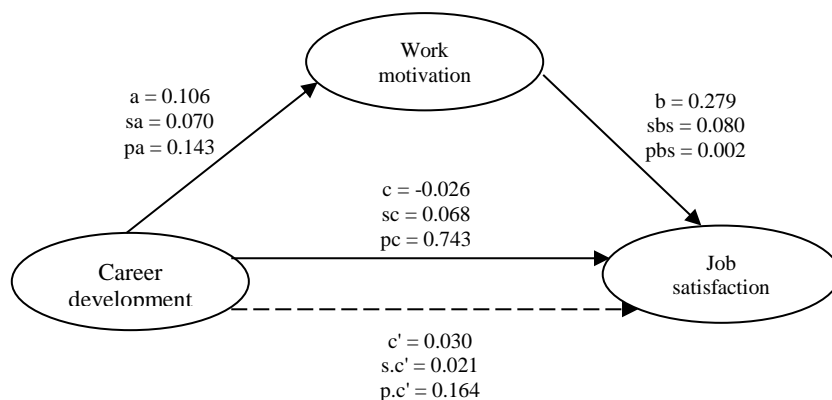 Work
motivation
a = 0.106
sa = 0.070
pa = 0.143
b = 0.279
sbs = 0.080
pbs = 0.002
c = -0.026
sc = 0.068
pc = 0.743
Career
development
Job
satisfaction
c' = 0.030
s.c' = 0.021
p.c' = 0.164